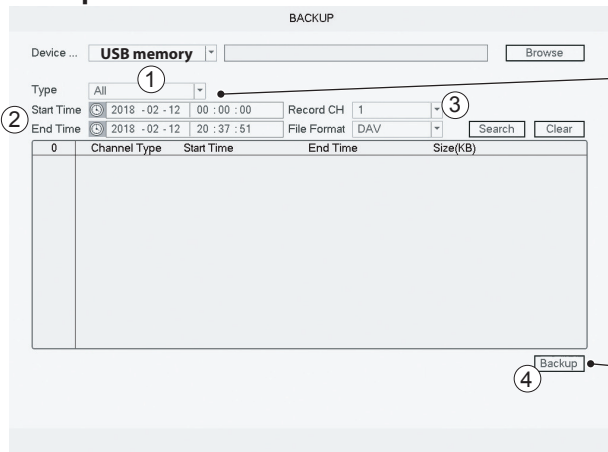 BACKUP
Device ... USB memory Browse
Type All 1
2 Start Time 2018 - 02 - 12 00 : 00 : 00 Record CH 1 3
End Time 2018 - 02 - 12 20 : 37 : 51 File Format DAV Search Clear
0 Channel Type Start Time End Time Size(KB)
Backup
4